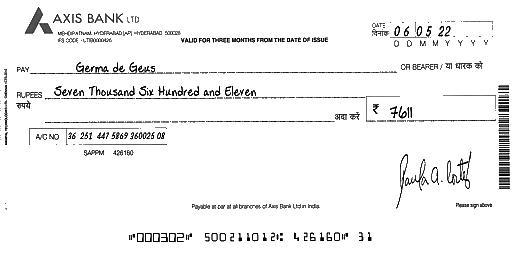 AXIS BANK LTD
MEHDIPATNAM, HYDERABAD (AP) HYDERABAD 500028
IFS CODE - UTIB0000426
VALID FOR THREE MONTHS FROM THE DATE OF ISSUE
DATE
दिनांक 06 05 22
D D M M Y Y Y Y
PAY Germa de Geus OR BEARER / या धारक को
RUPEES Seven Thousand Six Hundred and Eleven
रुपये अदा करें ₹ 7611
A/C NO 36 251 447 5869 360025 08
SAPPM 426160
Paula A. Cortez
Payable at par at all branches of Axis Bank Ltd in India.
Please sign above
"000302" 500211012: 426160" 31